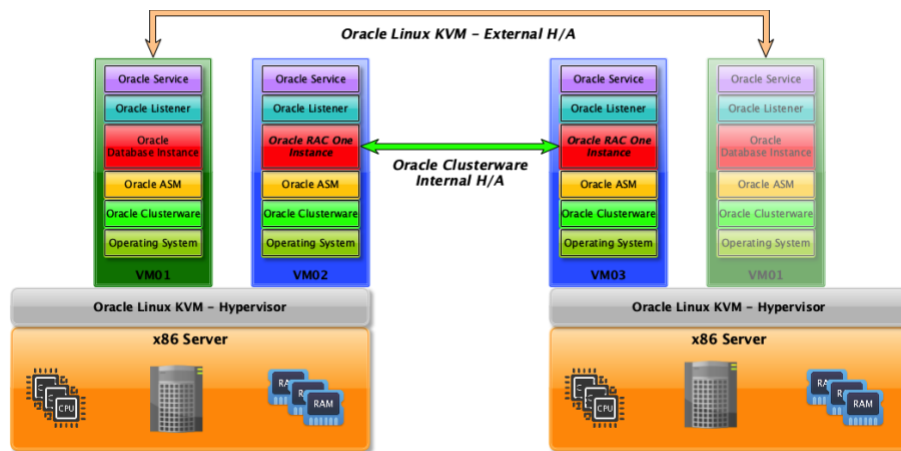 Oracle Linux KVM – External H/A
Oracle Service
Oracle Listener
Oracle
Database Instance
Oracle ASM
Oracle Clusterware
Operating System
VM01
Oracle Service
Oracle Listener
Oracle RAC One
Instance
Oracle ASM
Oracle Clusterware
Operating System
VM02
Oracle Clusterware
Internal H/A
Oracle Service
Oracle Listener
Oracle RAC One
Instance
Oracle ASM
Oracle Clusterware
Operating System
VM03
Oracle Service
Oracle Listener
Oracle
Database Instance
Oracle ASM
Oracle Clusterware
Operating System
VM01
Oracle Linux KVM – Hypervisor
x86 Server
CPU
RAM
RAM
RAM
Oracle Linux KVM – Hypervisor
x86 Server
CPU
RAM
RAM
RAM